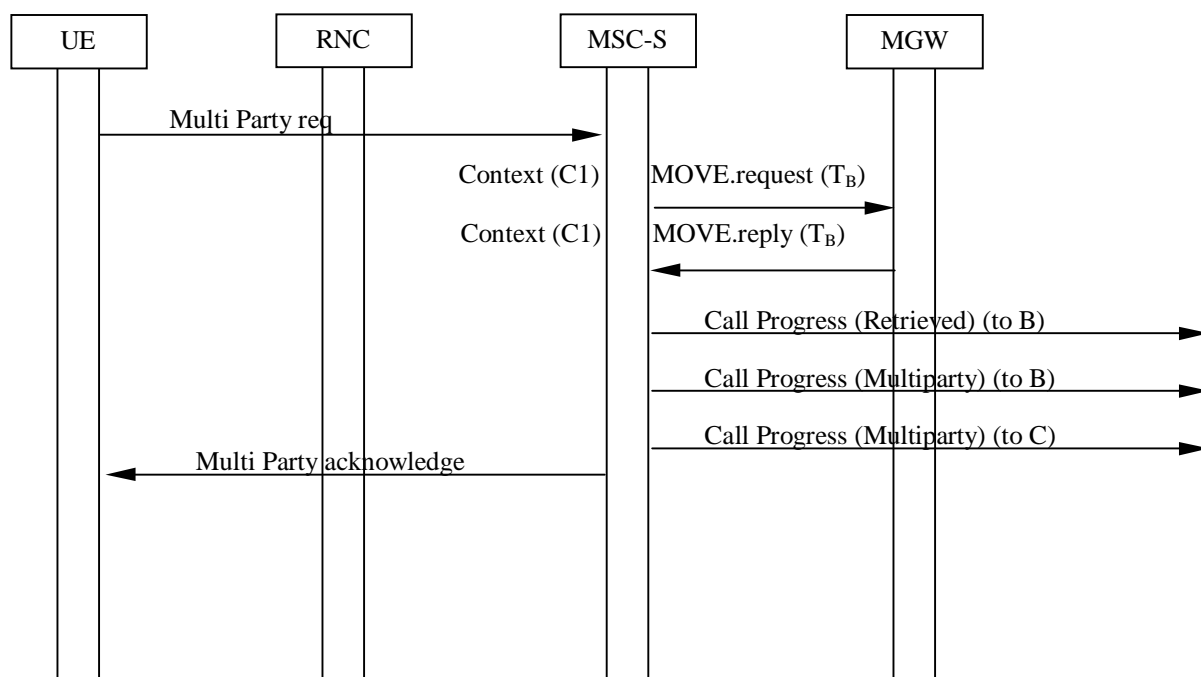 UE
RNC
MSC-S
MGW
Multi Party req
Context (C1)
MOVE.request (TB)
Context (C1)
MOVE.reply (TB)
Call Progress (Retrieved) (to B)
Call Progress (Multiparty) (to B)
Call Progress (Multiparty) (to C)
Multi Party acknowledge